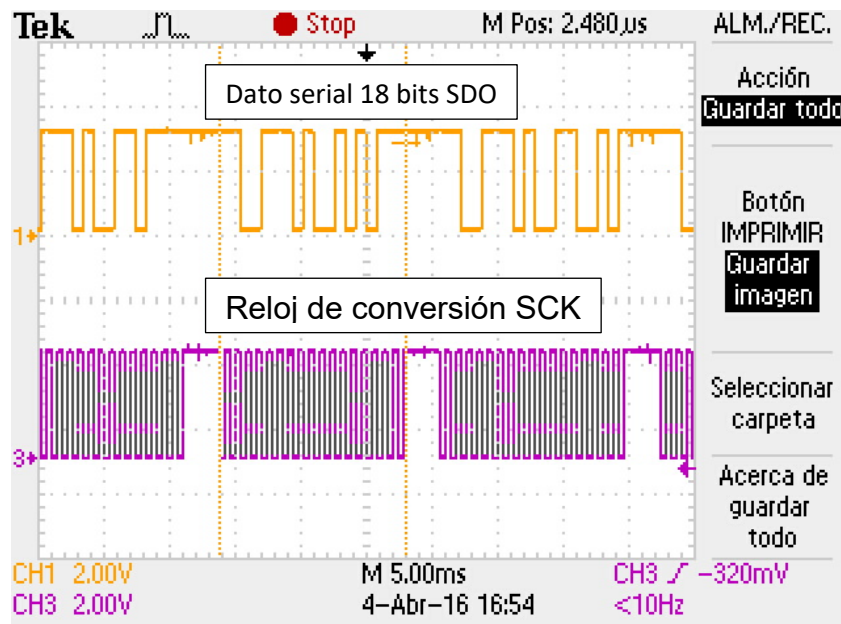 Tek Stop M Pos: 2.480µs ALM./REC.
Acción
Guardar todo
Dato serial 18 bits SDO
Botón
IMPRIMIR
Guardar
imagen
1
Reloj de conversión SCK
Seleccionar
carpeta
3
Acerca de
guardar
todo
CH1 2.00V M 5.00ms CH3 ∫ -320mV
CH3 2.00V 4-Abr-16 16:54 <10Hz